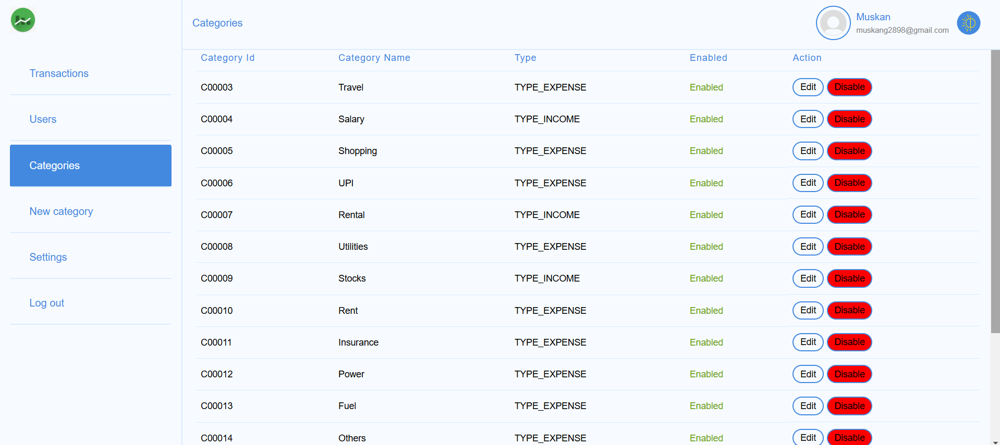 Categories
Muskan
muskang2898@gmail.com
Transactions
Users
Categories
New category
Settings
Log out
Category Id Category Name Type Enabled Action
C00003 Travel TYPE_EXPENSE Enabled Edit Disable
C00004 Salary TYPE_INCOME Enabled Edit Disable
C00005 Shopping TYPE_EXPENSE Enabled Edit Disable
C00006 UPI TYPE_EXPENSE Enabled Edit Disable
C00007 Rental TYPE_INCOME Enabled Edit Disable
C00008 Utilities TYPE_EXPENSE Enabled Edit Disable
C00009 Stocks TYPE_INCOME Enabled Edit Disable
C00010 Rent TYPE_EXPENSE Enabled Edit Disable
C00011 Insurance TYPE_EXPENSE Enabled Edit Disable
C00012 Power TYPE_EXPENSE Enabled Edit Disable
C00013 Fuel TYPE_EXPENSE Enabled Edit Disable
C00014 Others TYPE_EXPENSE Enabled Edit Disable